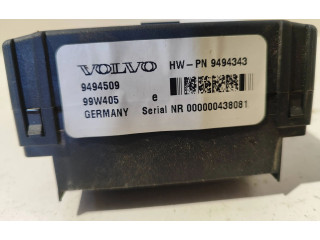 VOLVO HW-PN 9494343
9494509
99W405 e
GERMANY Serial NR 000000438081